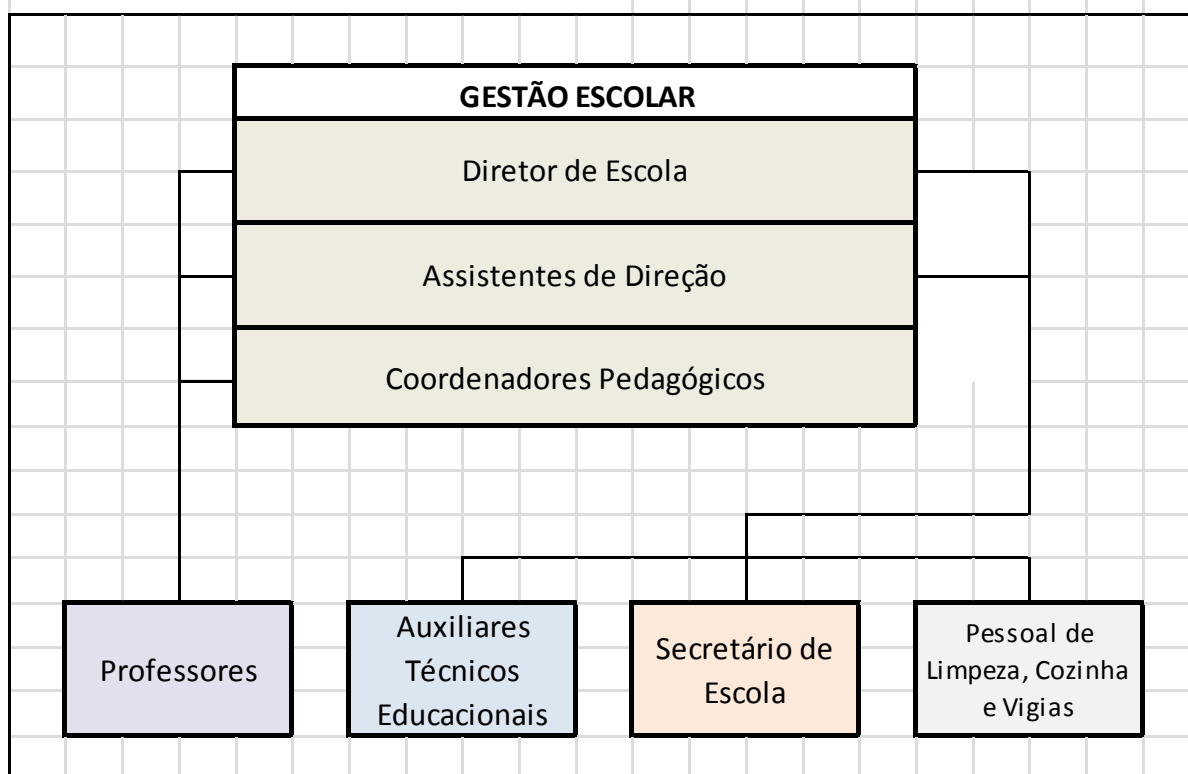 GESTÃO ESCOLAR
Diretor de Escola
Assistentes de Direção
Coordenadores Pedagógicos
Professores
Auxiliares
Técnicos
Educacionais
Secretário de
Escola
Pessoal de
Limpeza, Cozinha
e Vigias